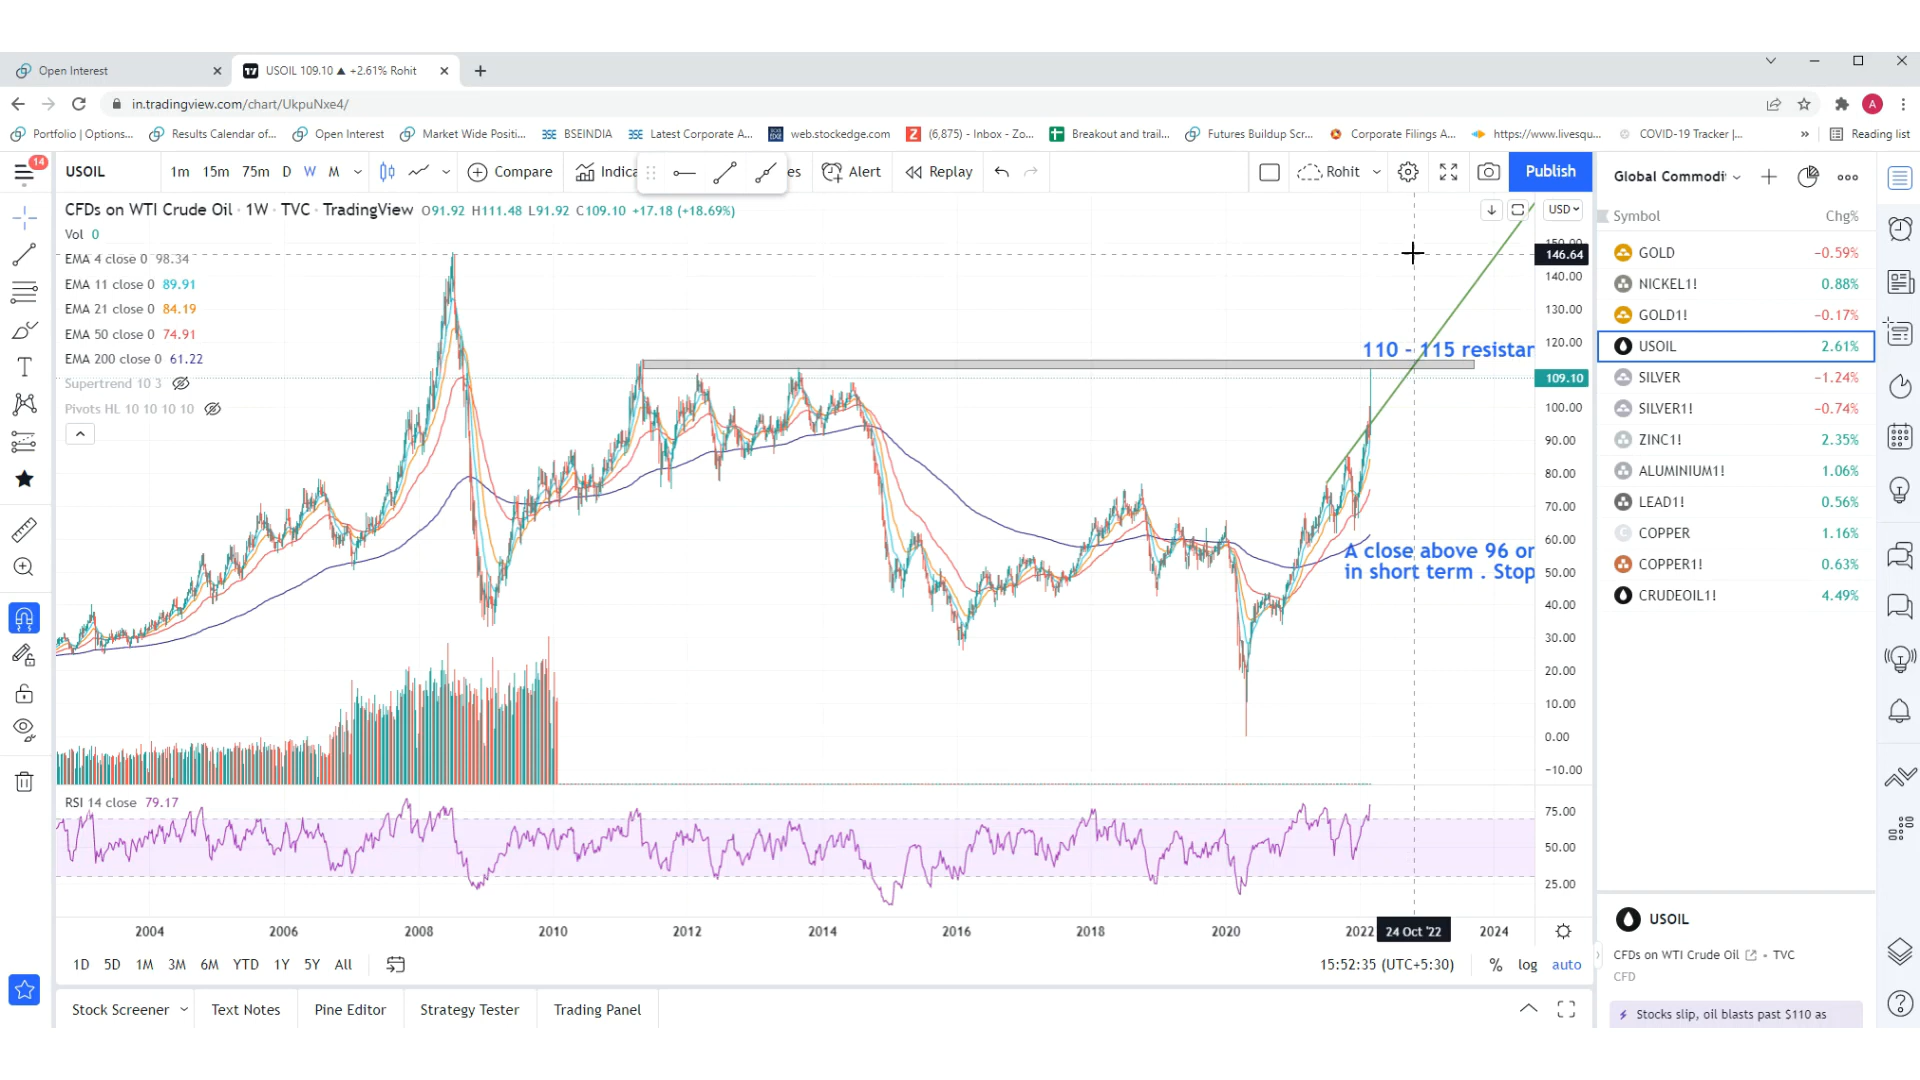 Open Interest
USOIL 109.10 ▲ +2.61% Rohit
in.tradingview.com/chart/UkpuNxe4/
Portfolio | Options...
Results Calendar of...
Open Interest
Market Wide Positi...
BSEINDIA
Latest Corporate A...
web.stockedge.com
(6,875) - Inbox - Zo...
Breakout and trail...
Futures Buildup Scr...
Corporate Filings A...
https://www.livesqu...
COVID-19 Tracker |...
»
Reading list
A
14
USOIL
1m 15m 75m D W M
Compare
Indica
es
Alert
Replay
Rohit
Publish
Global Commodi
CFDs on WTI Crude Oil · 1W · TVC · TradingView O91.92 H111.48 L91.92 C109.10 +17.18 (+18.69%)
Vol 0
EMA 4 close 0 98.34
EMA 11 close 0 89.91
EMA 21 close 0 84.19
EMA 50 close 0 74.91
EMA 200 close 0 61.22
Supertrend 10 3
Pivots HL 10 10 10 10
USD
150.00
146.64
140.00
130.00
120.00
109.10
100.00
90.00
80.00
70.00
60.00
50.00
40.00
30.00
20.00
10.00
0.00
−10.00
110 - 115 resistan
A close above 96 or
in short term . Stop
RSI 14 close 79.17
75.00
50.00
25.00
2004 2006 2008 2010 2012 2014 2016 2018 2020 2022 24 Oct '22 2024
1D 5D 1M 3M 6M YTD 1Y 5Y All
15:52:35 (UTC+5:30) % log auto
Stock Screener Text Notes Pine Editor Strategy Tester Trading Panel
Symbol Chg%
GOLD −0.59%
NICKEL1! 0.88%
GOLD1! −0.17%
USOIL 2.61%
SILVER −1.24%
SILVER1! −0.74%
ZINC1! 2.35%
ALUMINIUM1! 1.06%
LEAD1! 0.56%
COPPER 1.16%
COPPER1! 0.63%
CRUDEOIL1! 4.49%
USOIL
CFDs on WTI Crude Oil • TVC
CFD
Stocks slip, oil blasts past $110 as